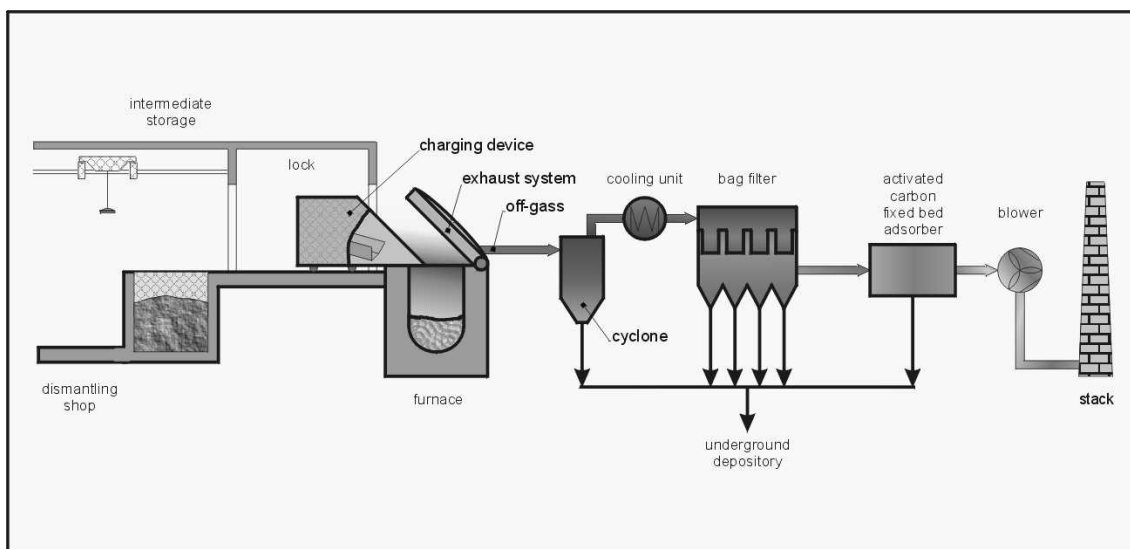 intermediate
storage
lock
charging device
exhaust system
off-gass
cooling unit
bag filter
activated
carbon
fixed bed
adsorber
blower
cyclone
dismantling
shop
furnace
stack
underground
depository